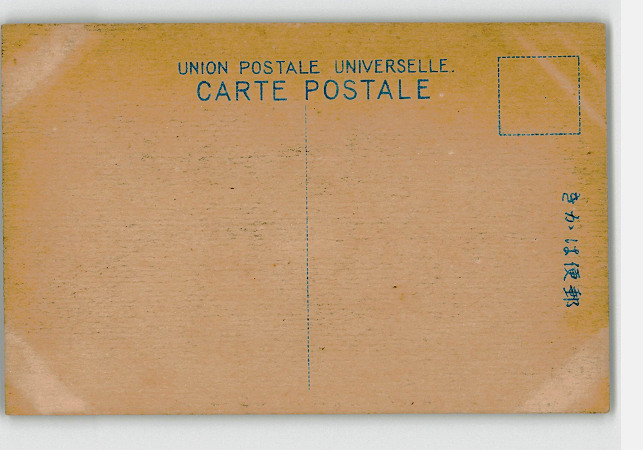 UNION POSTALE UNIVERSELLE.
CARTE POSTALE
きかは便郵